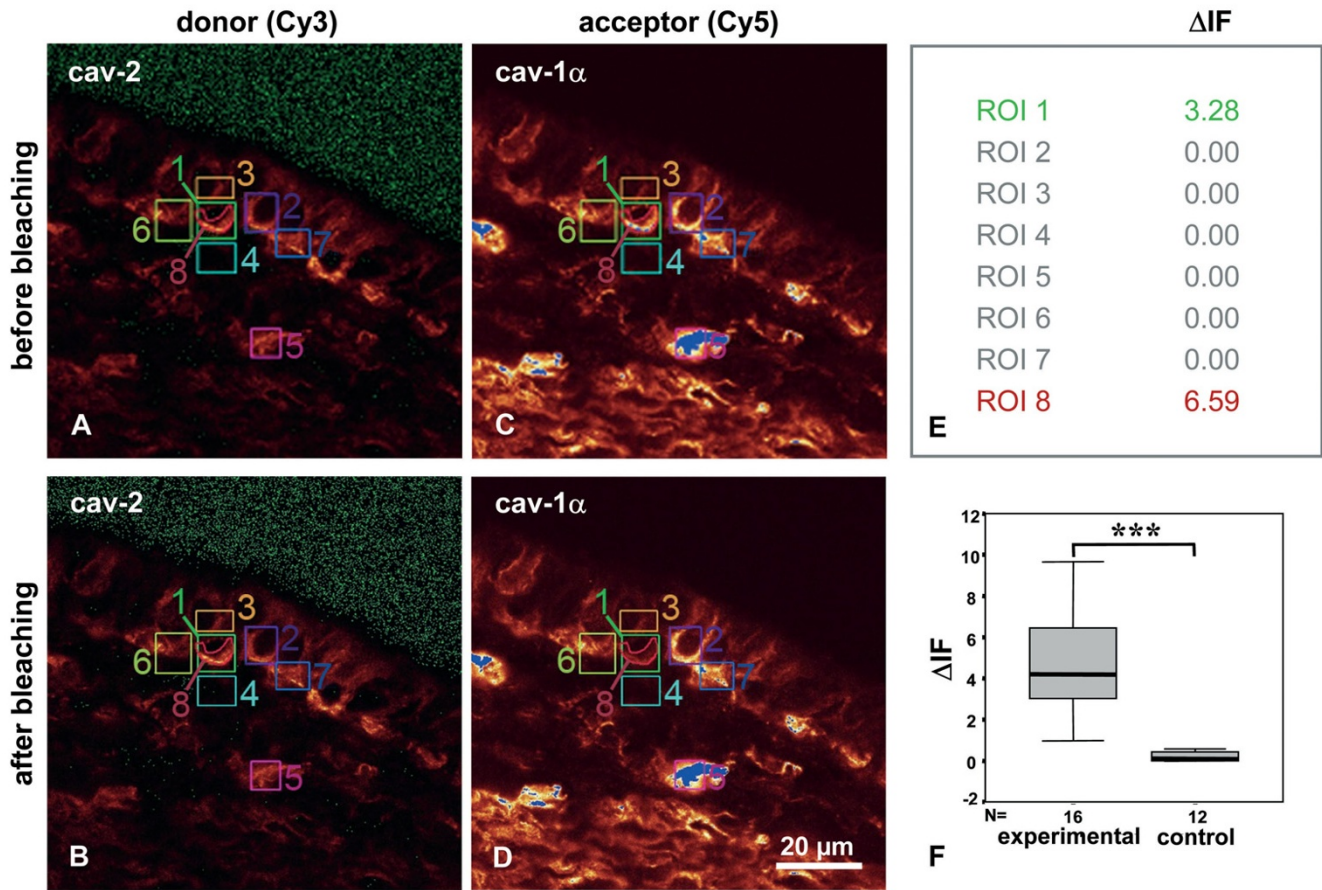 donor (Cy3)
acceptor (Cy5)
ΔIF
before bleaching
cav-2
1
3
2
6
7
8
4
5
A
cav-1α
1
3
2
6
7
8
4
5
C
ROI 1 3.28
ROI 2 0.00
ROI 3 0.00
ROI 4 0.00
ROI 5 0.00
ROI 6 0.00
ROI 7 0.00
ROI 8 6.59
E
after bleaching
cav-2
1
3
2
6
7
8
4
5
B
cav-1α
1
3
2
6
7
8
4
5
20 µm
D
12
10
8
6
4
2
0
-2
ΔIF
***
N= 16 12
experimental control
F